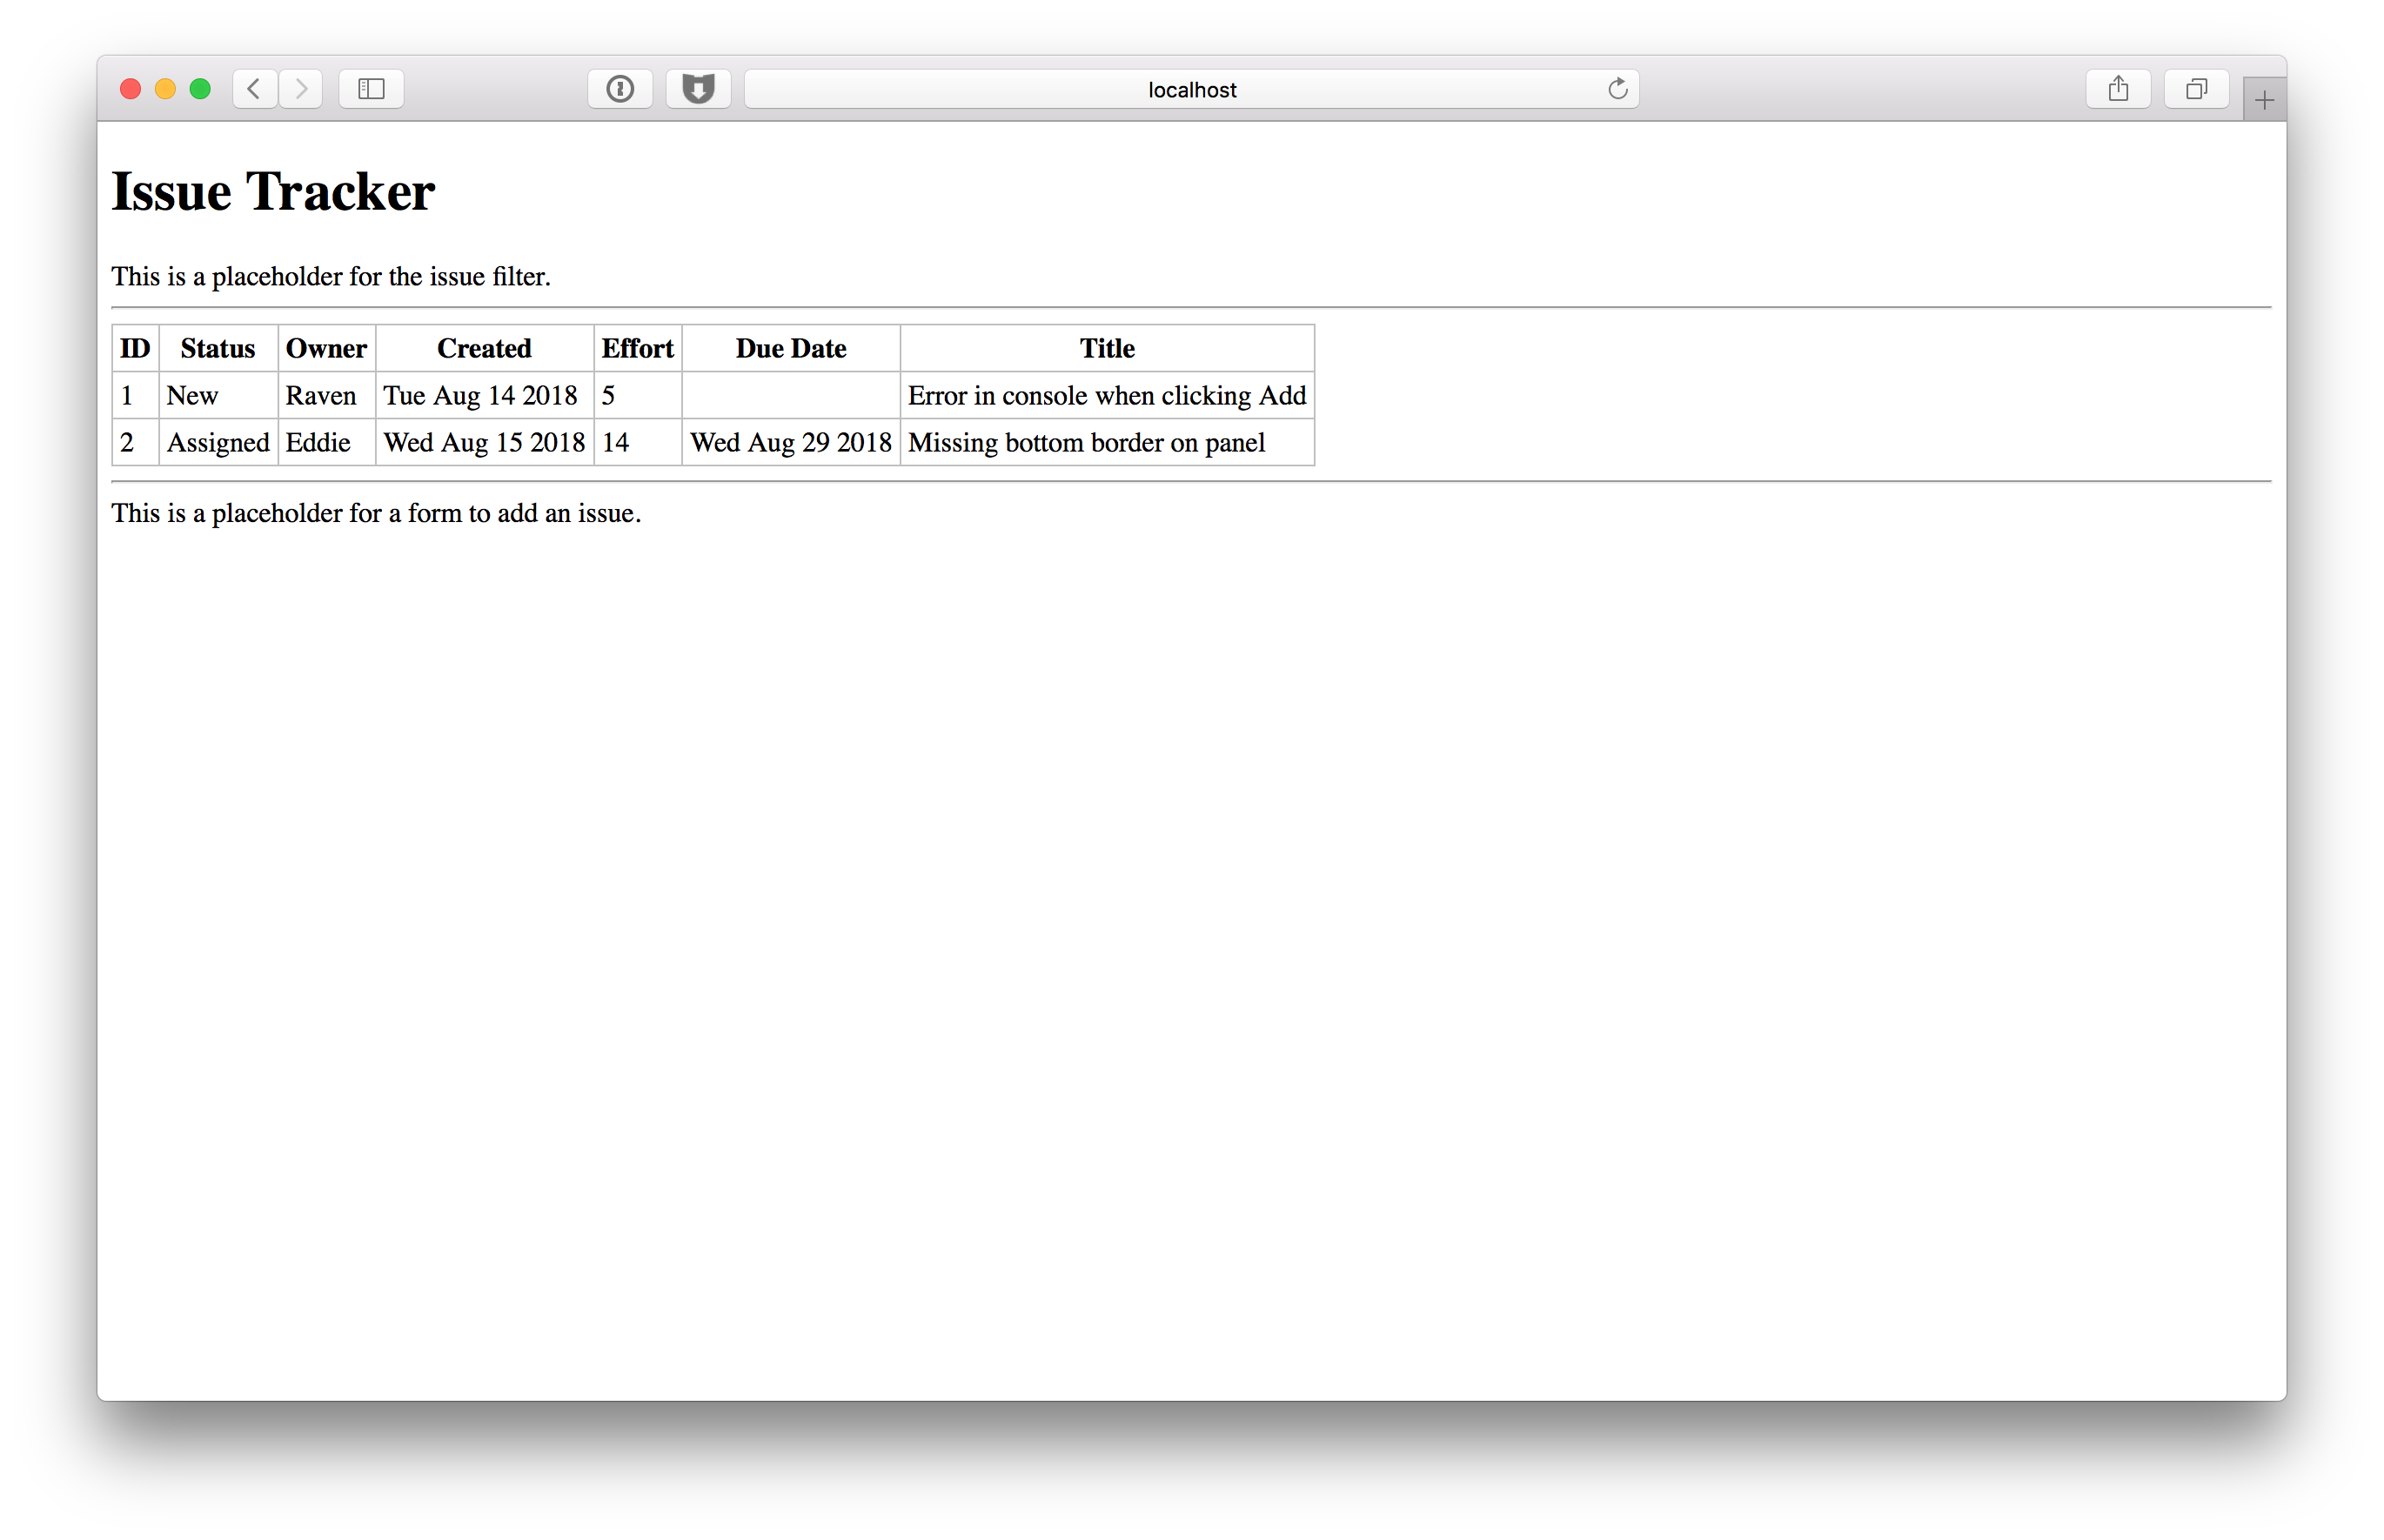 localhost
Issue Tracker
This is a placeholder for the issue filter.
ID Status Owner Created Effort Due Date Title
1 New Raven Tue Aug 14 2018 5 Error in console when clicking Add
2 Assigned Eddie Wed Aug 15 2018 14 Wed Aug 29 2018 Missing bottom border on panel
This is a placeholder for a form to add an issue.